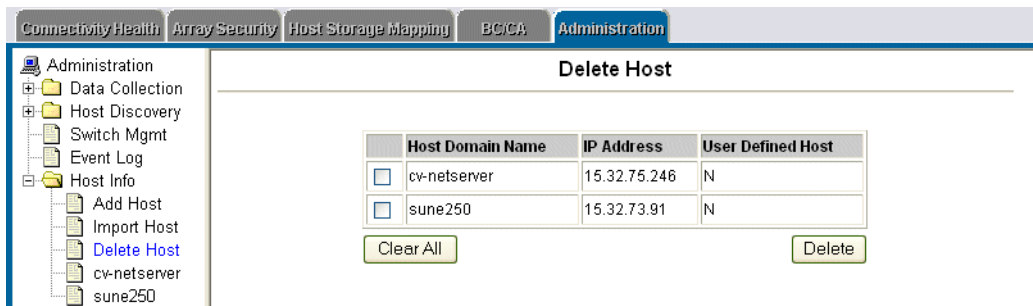 Connectivity Health Array Security Host Storage Mapping BC/CA Administration
Administration
Data Collection
Host Discovery
Switch Mgmt
Event Log
Host Info
Add Host
Import Host
Delete Host
cv-netserver
sune250
Delete Host
Host Domain Name IP Address User Defined Host
cv-netserver 15.32.75.246 N
sune250 15.32.73.91 N
Clear All Delete